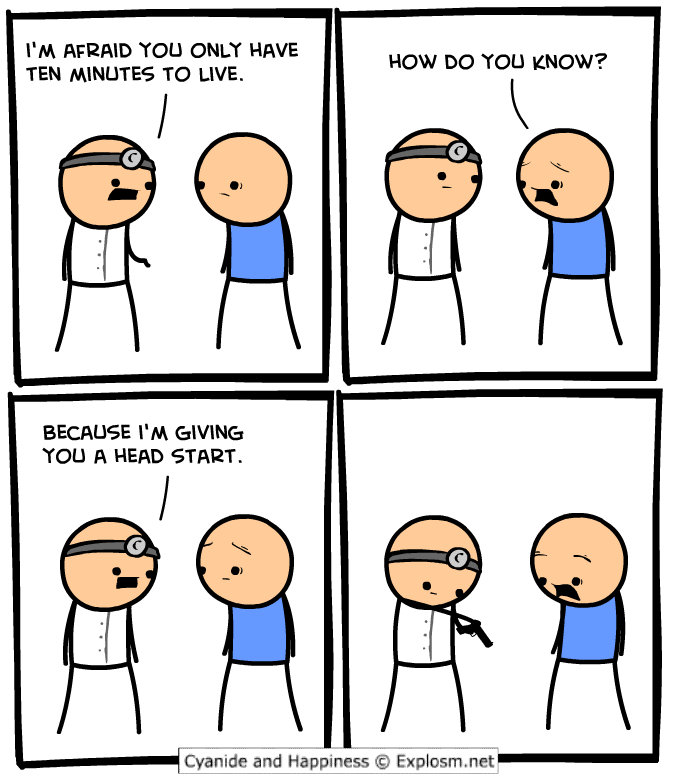 I'M AFRAID YOU ONLY HAVE
TEN MINUTES TO LIVE.
HOW DO YOU KNOW?
BECAUSE I'M GIVING
YOU A HEAD START.
Cyanide and Happiness © Explosm.net